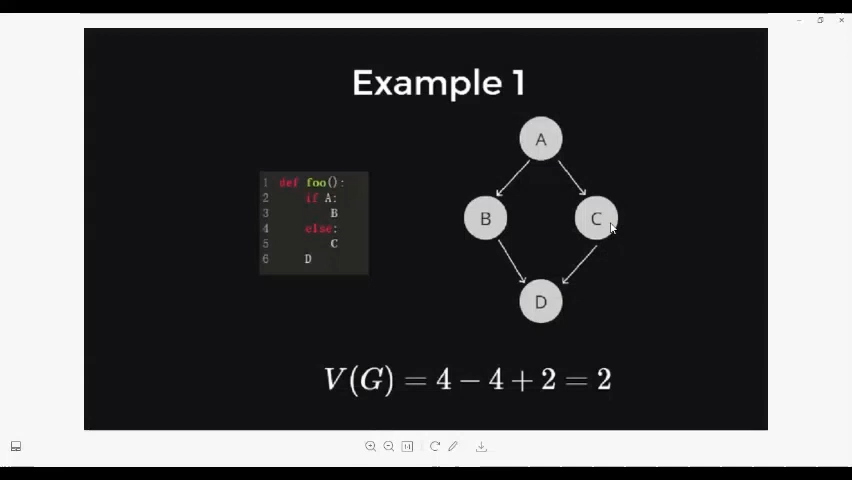 Example 1
1 def foo():
2 if A:
3 B
4 else:
5 C
6 D
A
B C
D
V(G) = 4 − 4 + 2 = 2